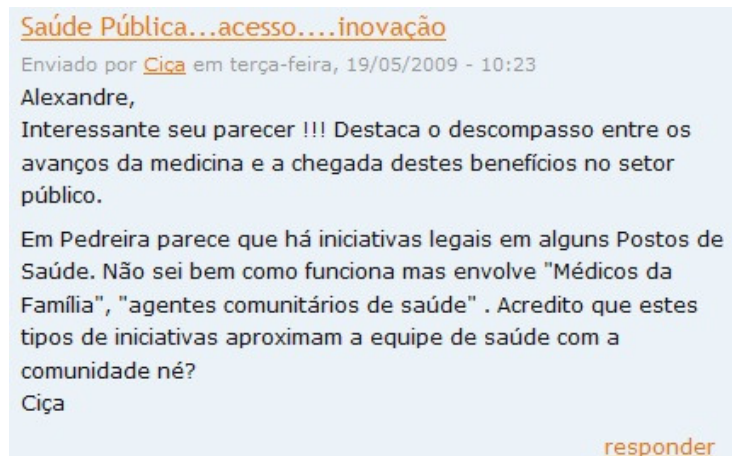 Saúde Pública...acesso....inovação
Enviado por Ciça em terça-feira, 19/05/2009 - 10:23
Alexandre,
Interessante seu parecer !!! Destaca o descompasso entre os
avanços da medicina e a chegada destes benefícios no setor
público.
Em Pedreira parece que há iniciativas legais em alguns Postos de
Saúde. Não sei bem como funciona mas envolve "Médicos da
Família", "agentes comunitários de saúde" . Acredito que estes
tipos de iniciativas aproximam a equipe de saúde com a
comunidade né?
Ciça
responder